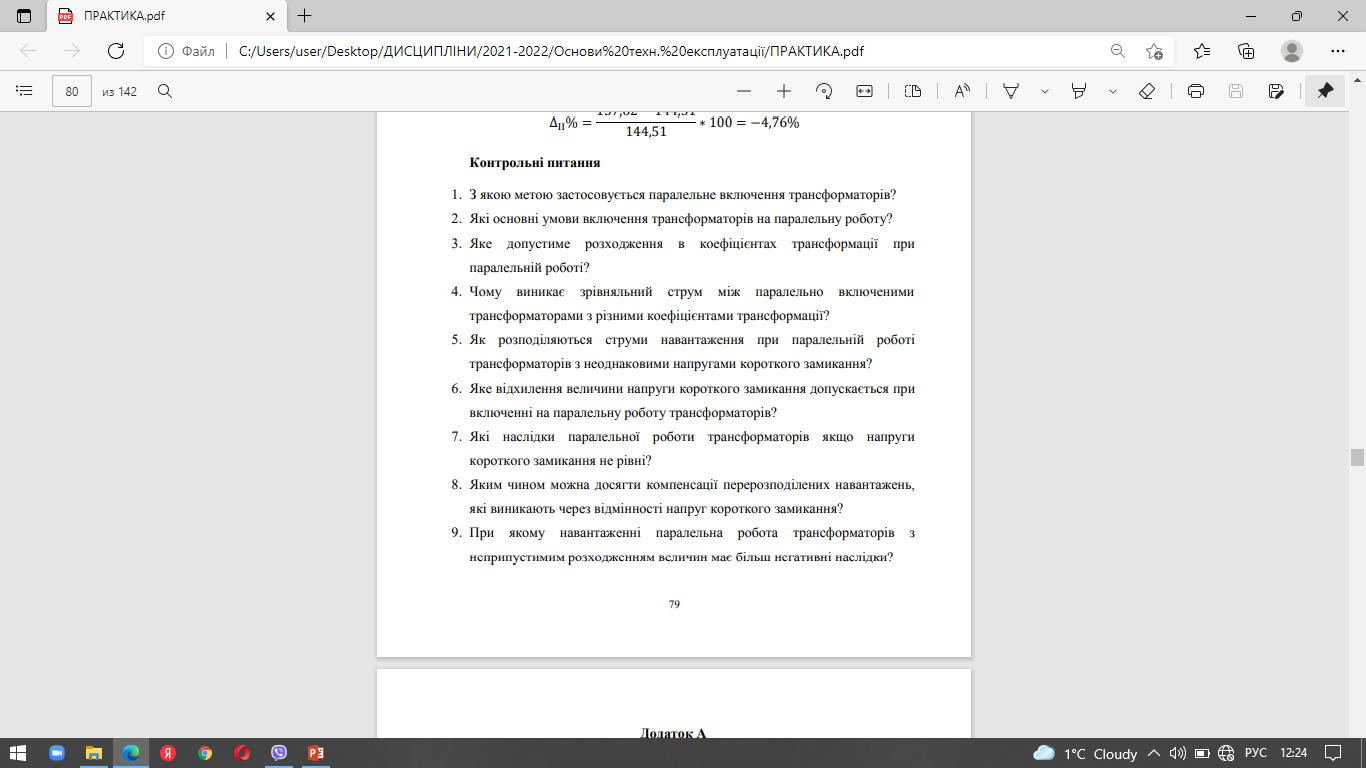 ПРАКТИКА.pdf
Файл
C:/Users/user/Desktop/ДИСЦИПЛІНИ/2021-2022/Основи%20техн.%20експлуатації/ПРАКТИКА.pdf
80 из 142
144,51
Δ_II% = * 100 = −4,76%
Контрольні питання
1. З якою метою застосовується паралельне включення трансформаторів?
2. Які основні умови включення трансформаторів на паралельну роботу?
3. Яке допустиме розходження в коефіцієнтах трансформації при
паралельній роботі?
4. Чому виникає зрівняльний струм між паралельно включеними
трансформаторами з різними коефіцієнтами трансформації?
5. Як розподіляються струми навантаження при паралельній роботі
трансформаторів з неоднаковими напругами короткого замикання?
6. Яке відхилення величини напруги короткого замикання допускається при
включенні на паралельну роботу трансформаторів?
7. Які наслідки паралельної роботи трансформаторів якщо напруги
короткого замикання не рівні?
8. Яким чином можна досягти компенсації перерозподілених навантажень,
які виникають через відмінності напруг короткого замикання?
9. При якому навантаженні паралельна робота трансформаторів з
неприпустимим розходженням величин має більш негативні наслідки?
79
Додаток А
1°C Cloudy
РУС
12:24